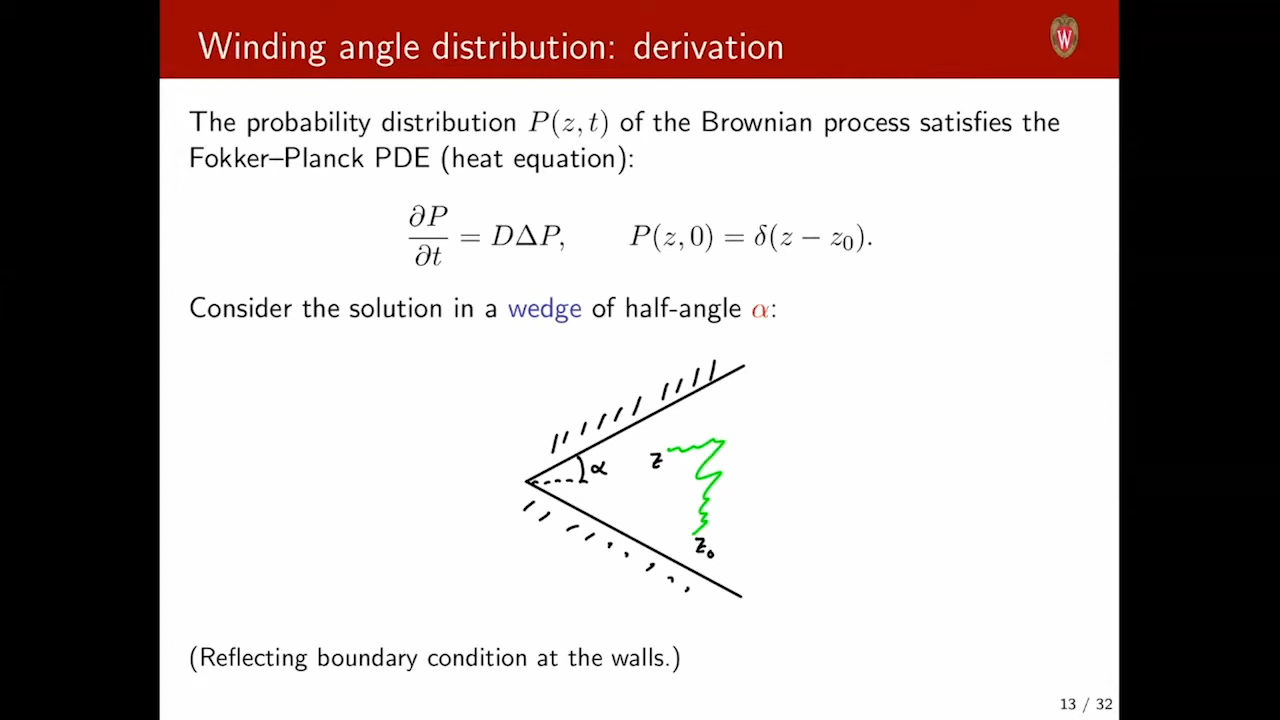 Winding angle distribution: derivation
W
The probability distribution P(z, t) of the Brownian process satisfies the
Fokker–Planck PDE (heat equation):
∂P/∂t = DΔP, P(z, 0) = δ(z − z₀).
Consider the solution in a wedge of half-angle α:
z
α
z₀
(Reflecting boundary condition at the walls.)
13 / 32